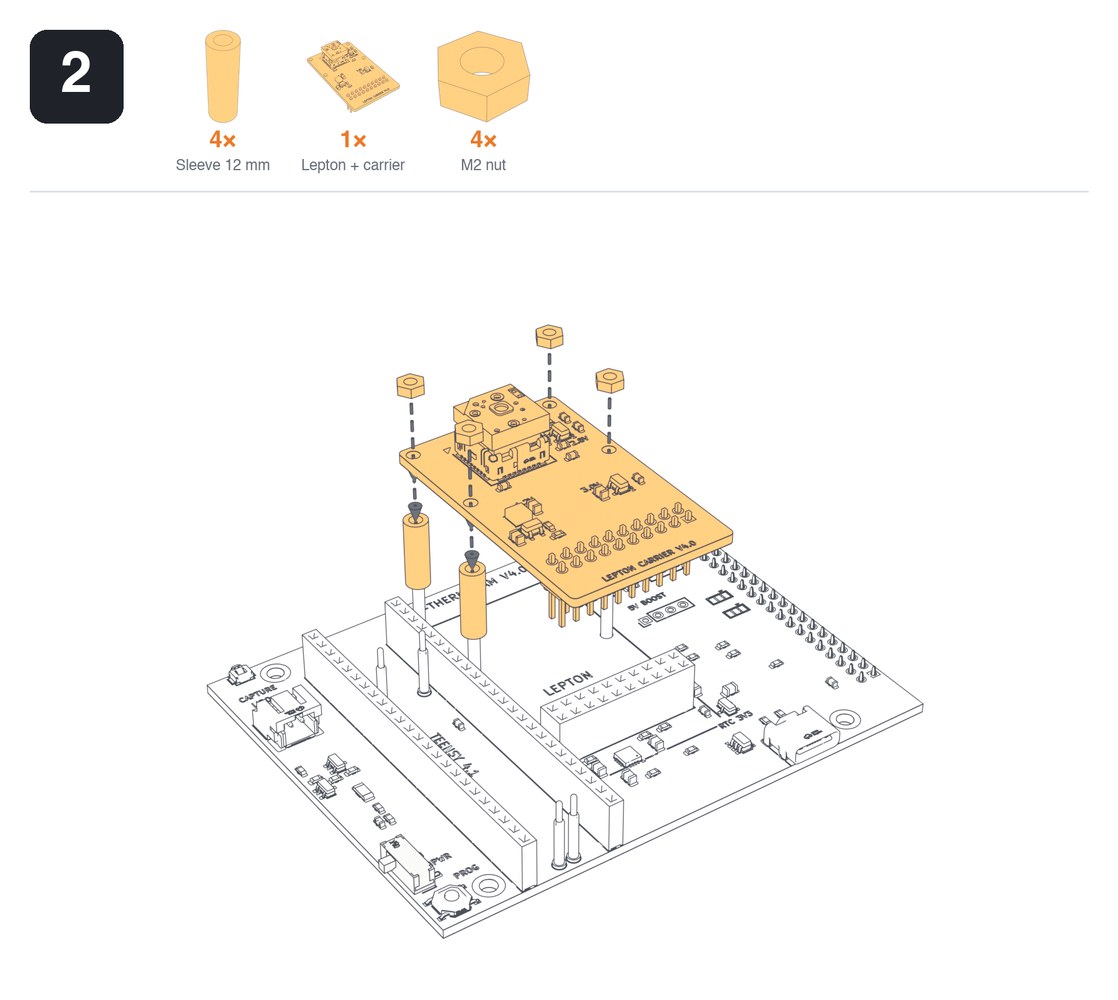 2
4× 1× 4×
Sleeve 12 mm Lepton + carrier M2 nut
LEPTON CARRIER V4.0
5V BOOST
LEPTON
CAPTURE
TEENSY 4.1
RTC 3V3
PWR
PROG